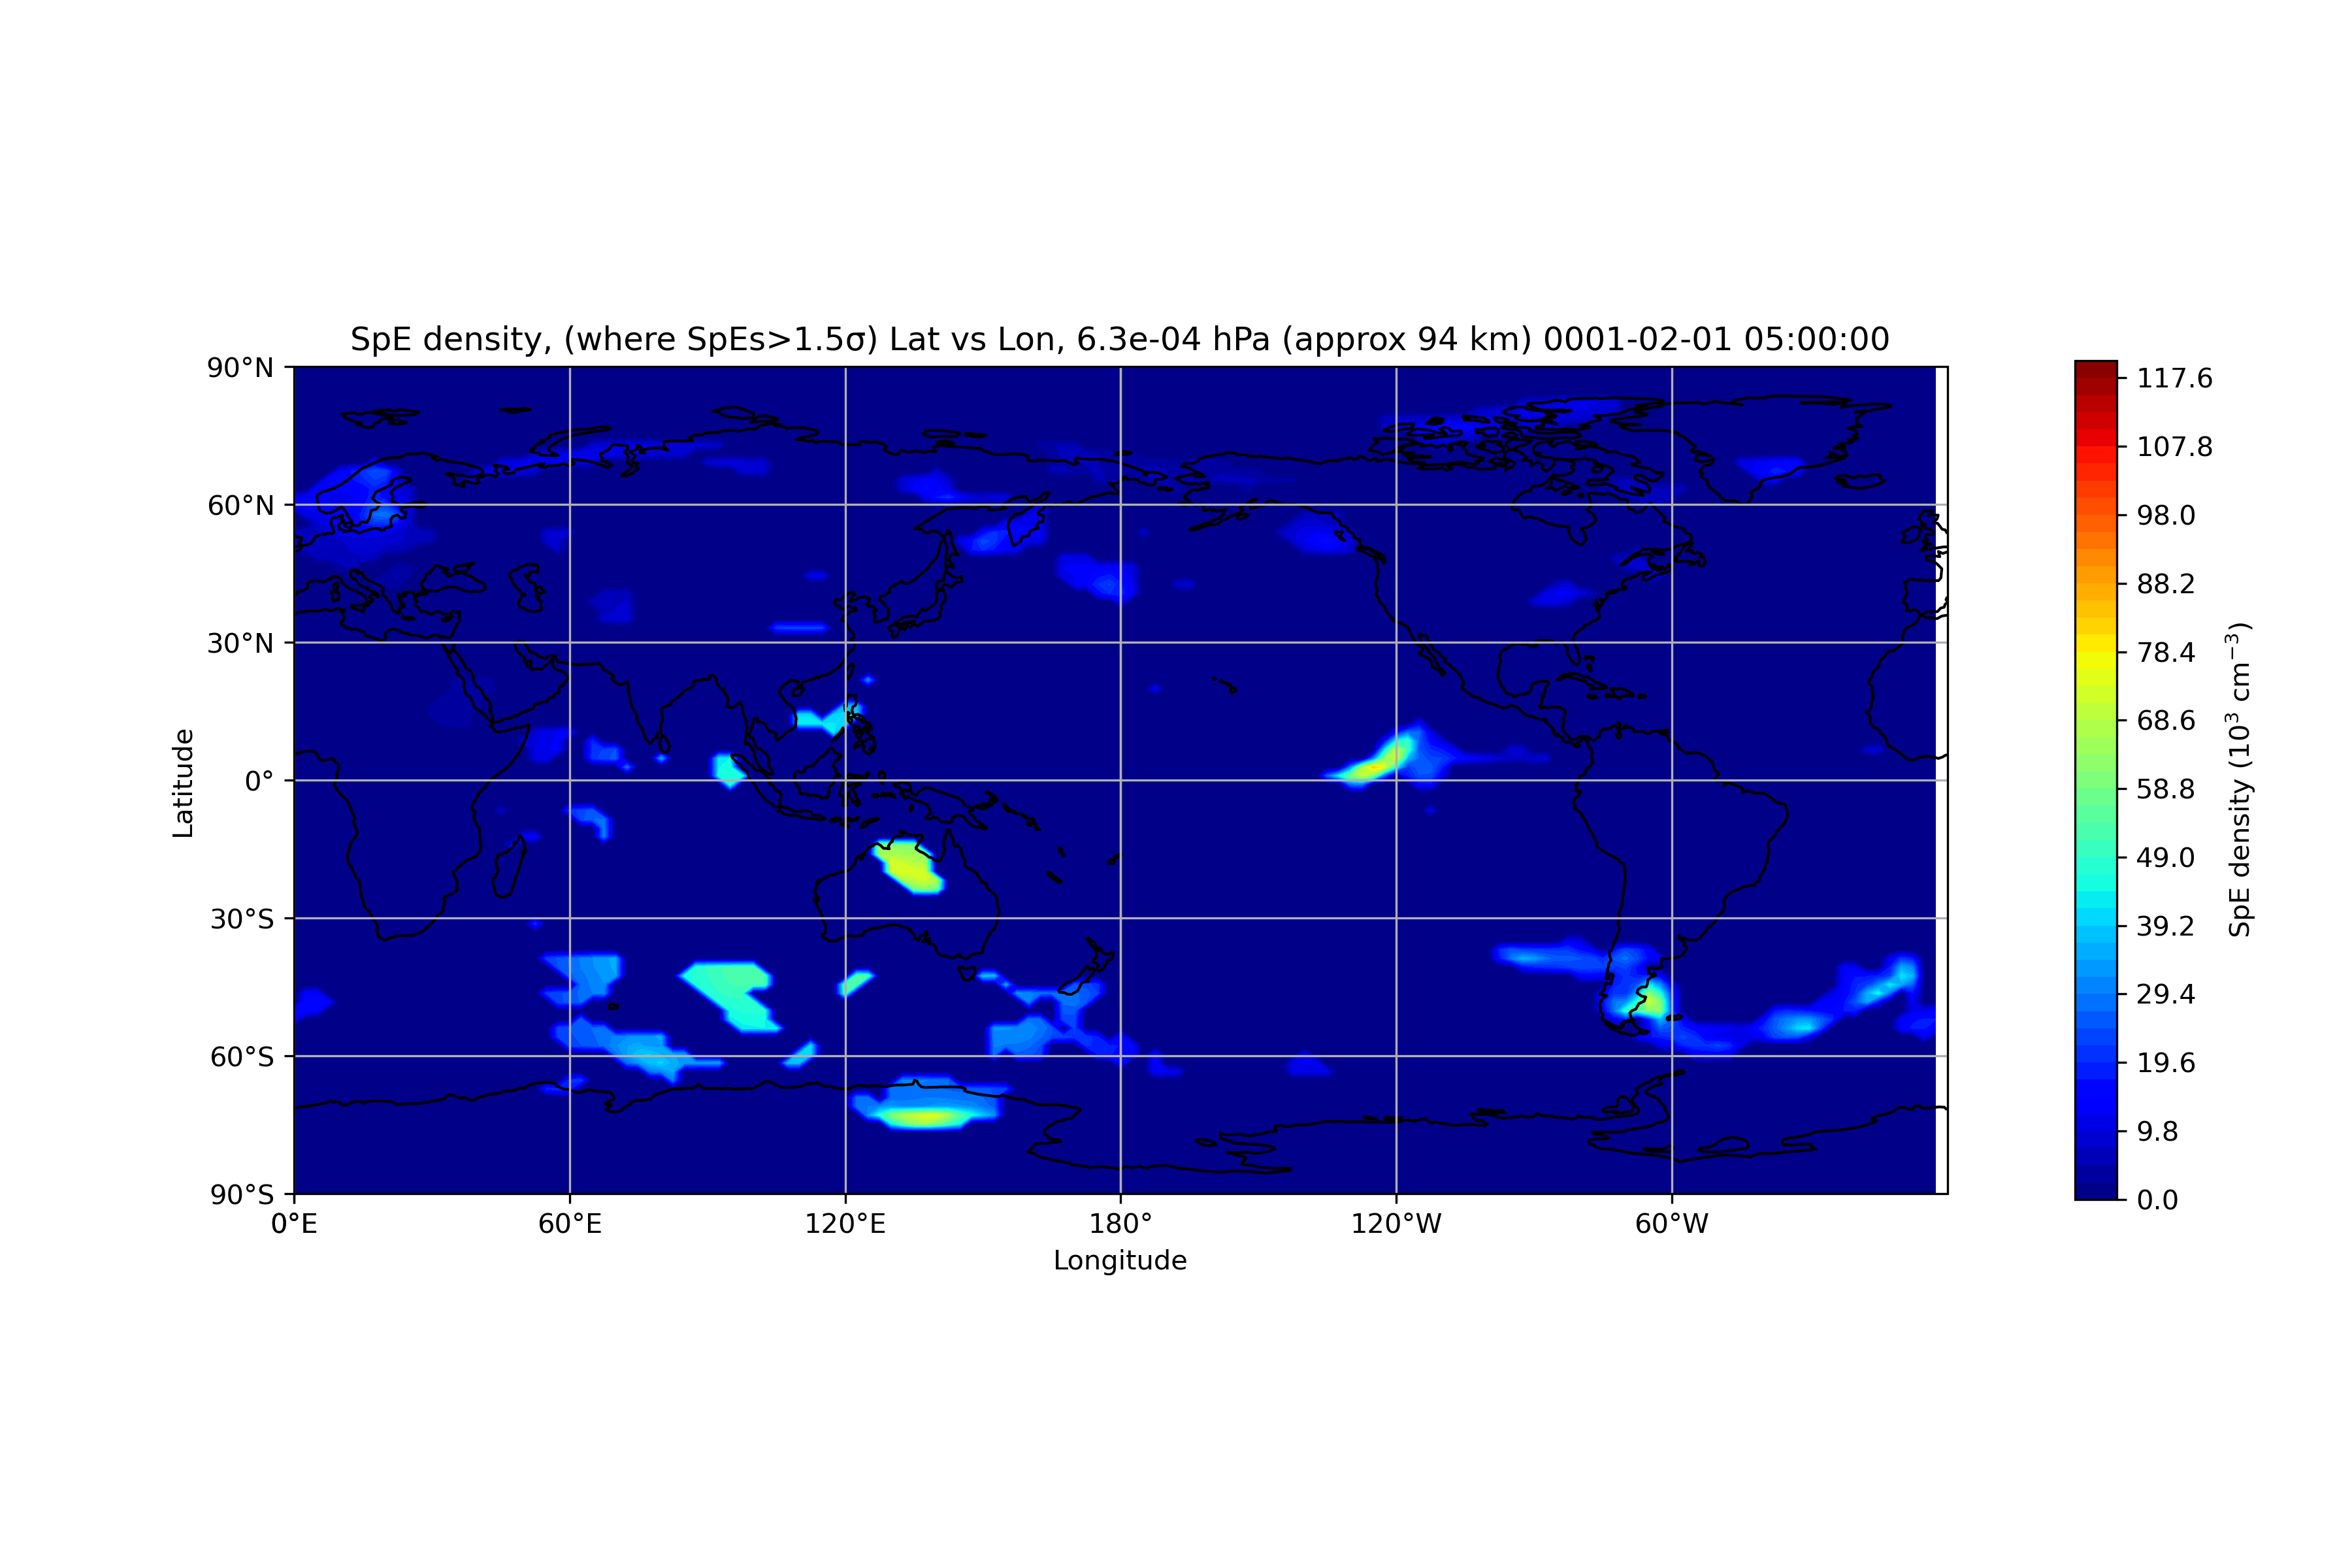 SpE density, (where SpEs>1.5σ) Lat vs Lon, 6.3e-04 hPa (approx 94 km) 0001-02-01 05:00:00
90°N
60°N
30°N
0°
30°S
60°S
90°S
Latitude
0°E
60°E
120°E
180°
120°W
60°W
Longitude
117.6
107.8
98.0
88.2
78.4
68.6
58.8
49.0
39.2
29.4
19.6
9.8
0.0
SpE density (10³ cm⁻³)